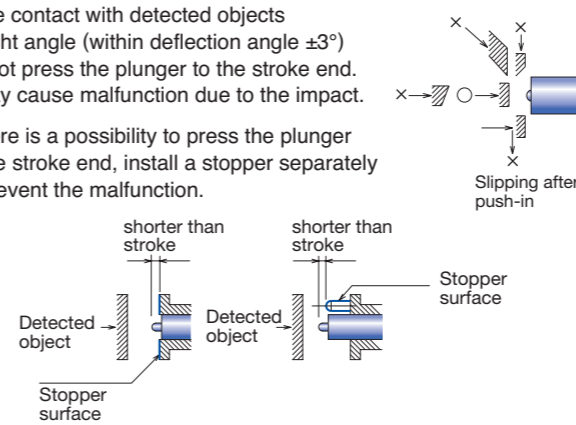 e contact with detected objects
ht angle (within deflection angle ±3°)
ot press the plunger to the stroke end.
y cause malfunction due to the impact.
re is a possibility to press the plunger
e stroke end, install a stopper separately
event the malfunction.
×
×
×
○
×
Slipping after
push-in
shorter than
stroke
shorter than
stroke
Stopper
surface
Detected
object
Detected
object
Stopper
surface